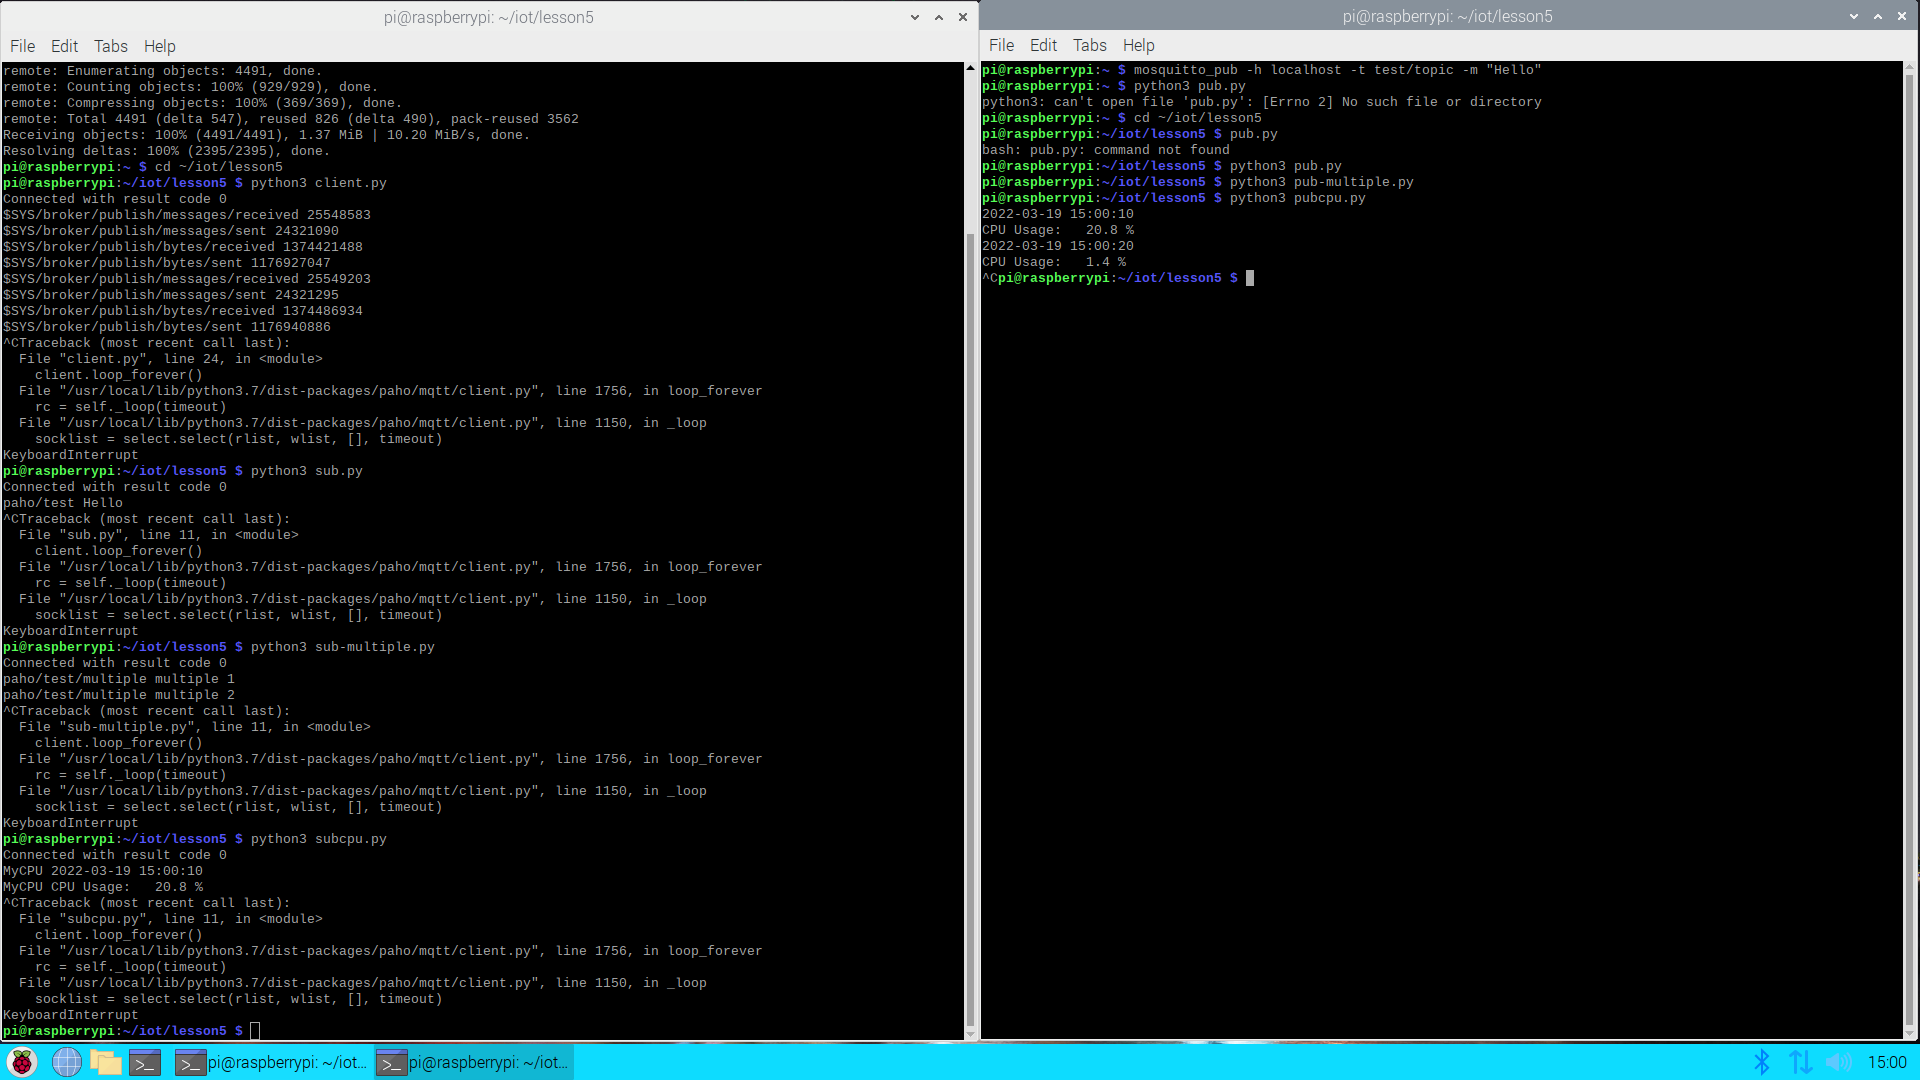 pi@raspberrypi: ~/iot/lesson5
File Edit Tabs Help
remote: Enumerating objects: 4491, done.
remote: Counting objects: 100% (929/929), done.
remote: Compressing objects: 100% (369/369), done.
remote: Total 4491 (delta 547), reused 826 (delta 490), pack-reused 3562
Receiving objects: 100% (4491/4491), 1.37 MiB | 10.20 MiB/s, done.
Resolving deltas: 100% (2395/2395), done.
pi@raspberrypi:~ $ cd ~/iot/lesson5
pi@raspberrypi:~/iot/lesson5 $ python3 client.py
Connected with result code 0
$SYS/broker/publish/messages/received 25548583
$SYS/broker/publish/messages/sent 24321090
$SYS/broker/publish/bytes/received 1374421488
$SYS/broker/publish/bytes/sent 1176927047
$SYS/broker/publish/messages/received 25549203
$SYS/broker/publish/messages/sent 24321295
$SYS/broker/publish/bytes/received 1374486934
$SYS/broker/publish/bytes/sent 1176940886
^CTraceback (most recent call last):
  File "client.py", line 24, in <module>
    client.loop_forever()
  File "/usr/local/lib/python3.7/dist-packages/paho/mqtt/client.py", line 1756, in loop_forever
    rc = self._loop(timeout)
  File "/usr/local/lib/python3.7/dist-packages/paho/mqtt/client.py", line 1150, in _loop
    socklist = select.select(rlist, wlist, [], timeout)
KeyboardInterrupt
pi@raspberrypi:~/iot/lesson5 $ python3 sub.py
Connected with result code 0
paho/test Hello
^CTraceback (most recent call last):
  File "sub.py", line 11, in <module>
    client.loop_forever()
  File "/usr/local/lib/python3.7/dist-packages/paho/mqtt/client.py", line 1756, in loop_forever
    rc = self._loop(timeout)
  File "/usr/local/lib/python3.7/dist-packages/paho/mqtt/client.py", line 1150, in _loop
    socklist = select.select(rlist, wlist, [], timeout)
KeyboardInterrupt
pi@raspberrypi:~/iot/lesson5 $ python3 sub-multiple.py
Connected with result code 0
paho/test/multiple multiple 1
paho/test/multiple multiple 2
^CTraceback (most recent call last):
  File "sub-multiple.py", line 11, in <module>
    client.loop_forever()
  File "/usr/local/lib/python3.7/dist-packages/paho/mqtt/client.py", line 1756, in loop_forever
    rc = self._loop(timeout)
  File "/usr/local/lib/python3.7/dist-packages/paho/mqtt/client.py", line 1150, in _loop
    socklist = select.select(rlist, wlist, [], timeout)
KeyboardInterrupt
pi@raspberrypi:~/iot/lesson5 $ python3 subcpu.py
Connected with result code 0
MyCPU 2022-03-19 15:00:10
MyCPU CPU Usage:   20.8 %
^CTraceback (most recent call last):
  File "subcpu.py", line 11, in <module>
    client.loop_forever()
  File "/usr/local/lib/python3.7/dist-packages/paho/mqtt/client.py", line 1756, in loop_forever
    rc = self._loop(timeout)
  File "/usr/local/lib/python3.7/dist-packages/paho/mqtt/client.py", line 1150, in _loop
    socklist = select.select(rlist, wlist, [], timeout)
KeyboardInterrupt
pi@raspberrypi:~/iot/lesson5 $
pi@raspberrypi: ~/iot/lesson5
File Edit Tabs Help
pi@raspberrypi:~ $ mosquitto_pub -h localhost -t test/topic -m "Hello"
pi@raspberrypi:~ $ python3 pub.py
python3: can't open file 'pub.py': [Errno 2] No such file or directory
pi@raspberrypi:~ $ cd ~/iot/lesson5
pi@raspberrypi:~/iot/lesson5 $ pub.py
bash: pub.py: command not found
pi@raspberrypi:~/iot/lesson5 $ python3 pub.py
pi@raspberrypi:~/iot/lesson5 $ python3 pub-multiple.py
pi@raspberrypi:~/iot/lesson5 $ python3 pubcpu.py
2022-03-19 15:00:10
CPU Usage:   20.8 %
2022-03-19 15:00:20
CPU Usage:   1.4 %
^Cpi@raspberrypi:~/iot/lesson5 $
pi@raspberrypi: ~/iot...
pi@raspberrypi: ~/iot...
15:00